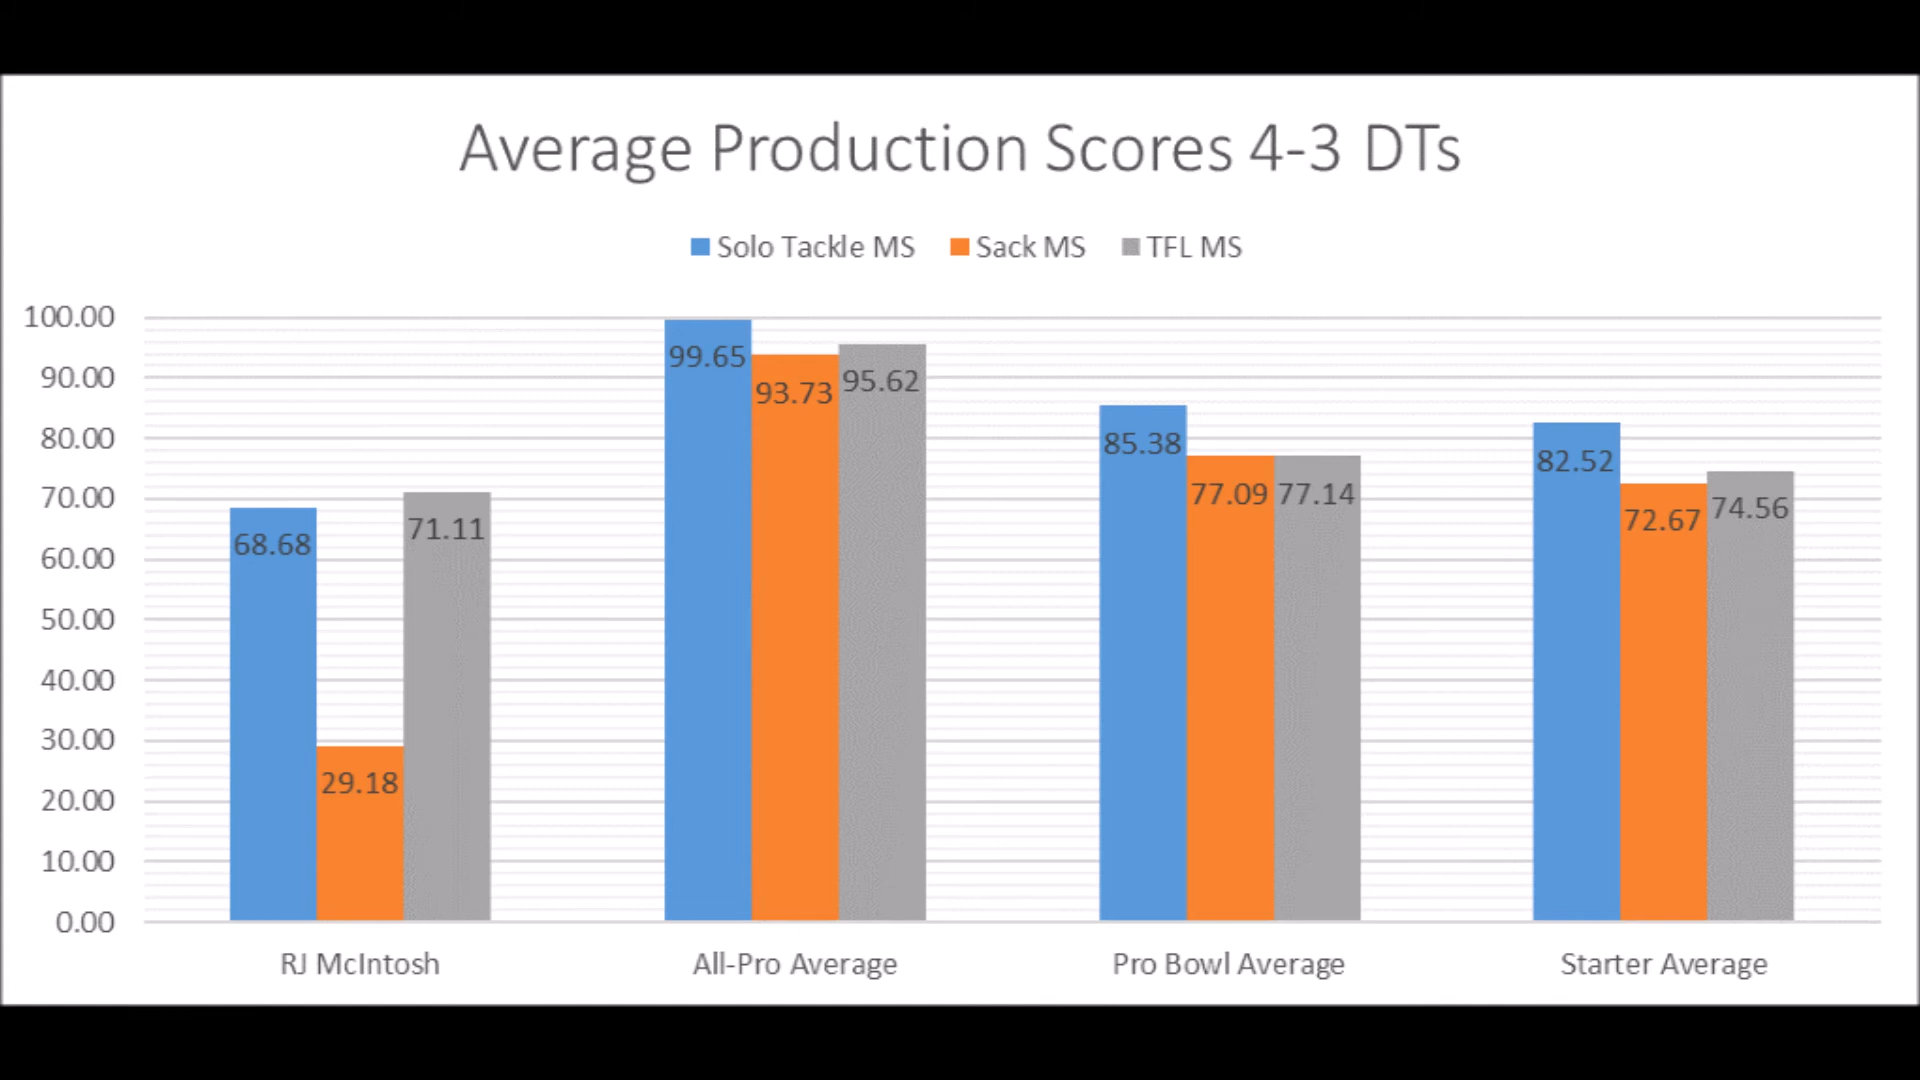 Average Production Scores 4-3 DTs
Solo Tackle MS Sack MS TFL MS
100.00
90.00
80.00
70.00
60.00
50.00
40.00
30.00
20.00
10.00
0.00
68.68 29.18 71.11
99.65 93.73 95.62
85.38 77.09 77.14
82.52 72.67 74.56
RJ McIntosh All-Pro Average Pro Bowl Average Starter Average